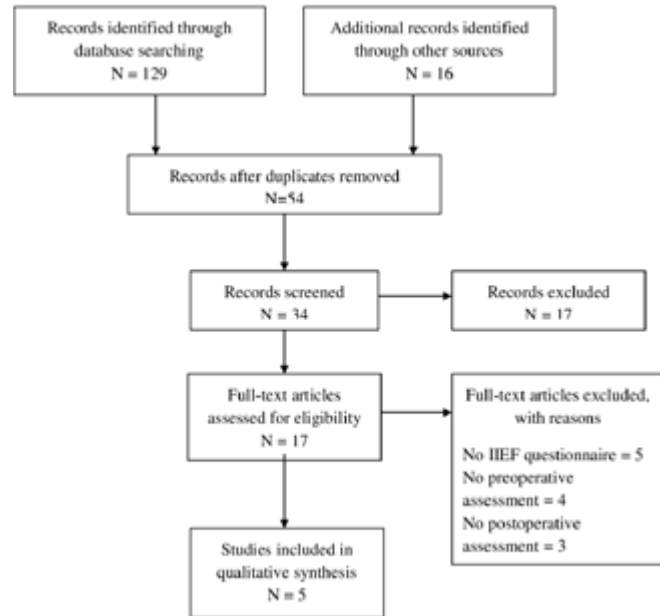 Records identified through
database searching
N = 129
Additional records identified
through other sources
N = 16
Records after duplicates removed
N=54
Records screened
N = 34
Records excluded
N = 17
Full-text articles
assessed for eligibility
N = 17
Full-text articles excluded,
with reasons
No IIEF questionnaire = 5
No preoperative
assessment = 4
No postoperative
assessment = 3
Studies included in
qualitative synthesis
N = 5